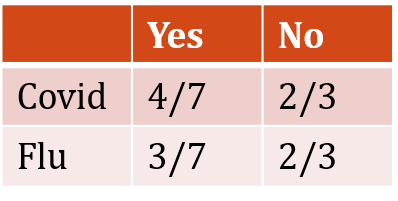 Yes No
Covid 4/7 2/3
Flu 3/7 2/3